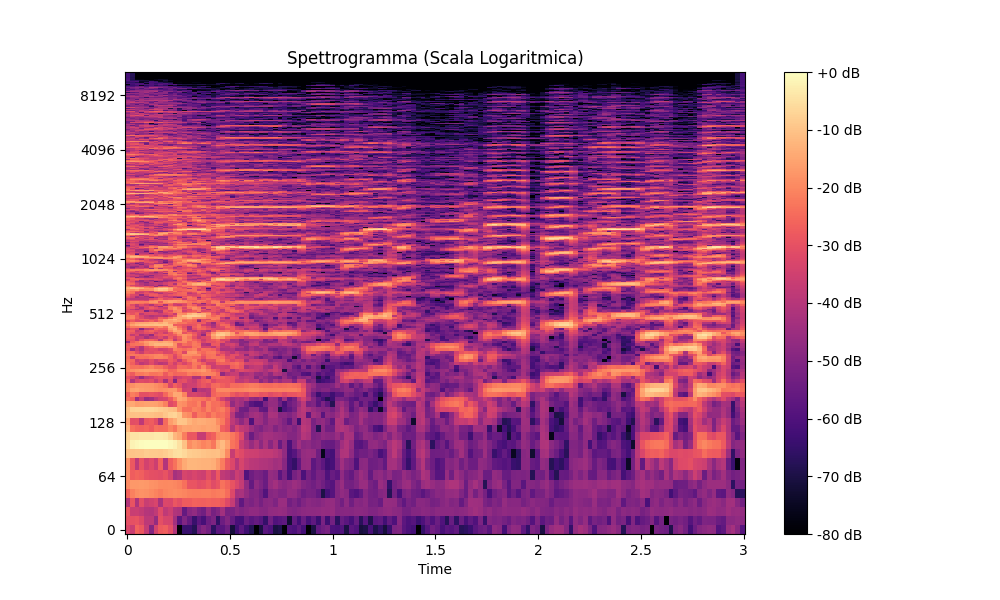 Spettrogramma (Scala Logaritmica)
Hz
8192
4096
2048
1024
512
256
128
64
0
0 0.5 1 1.5 2 2.5 3
Time
+0 dB
-10 dB
-20 dB
-30 dB
-40 dB
-50 dB
-60 dB
-70 dB
-80 dB